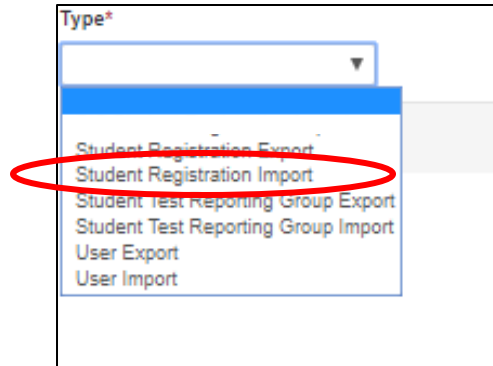 Type*
Student Registration Export
Student Registration Import
Student Test Reporting Group Export
Student Test Reporting Group Import
User Export
User Import